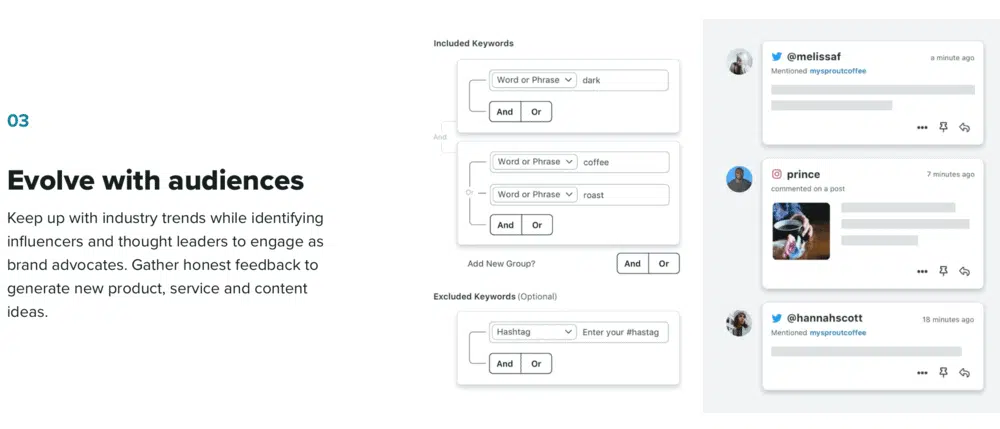 03
Evolve with audiences
Keep up with industry trends while identifying
influencers and thought leaders to engage as
brand advocates. Gather honest feedback to
generate new product, service and content
ideas.
Included Keywords
Word or Phrase dark
And Or
And
Word or Phrase coffee
Or
Word or Phrase roast
And Or
Add New Group? And Or
Excluded Keywords (Optional)
Hashtag Enter your #hastag
And Or
@melissaf a minute ago
Mentioned mysproutcoffee
prince 7 minutes ago
commented on a post
@hannahscott 18 minutes ago
Mentioned mysproutcoffee